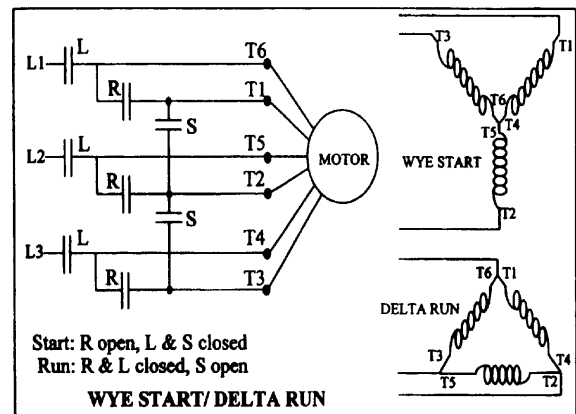 L1
L
T6
R
T1
S
L2
L
T5
R
T2
S
L3
L
T4
R
T3
MOTOR
Start: R open, L & S closed
Run: R & L closed, S open
WYE START/ DELTA RUN
T3
T1
T6
T5
T4
WYE START
T2
T6
T1
DELTA RUN
T3
T4
T5
T2